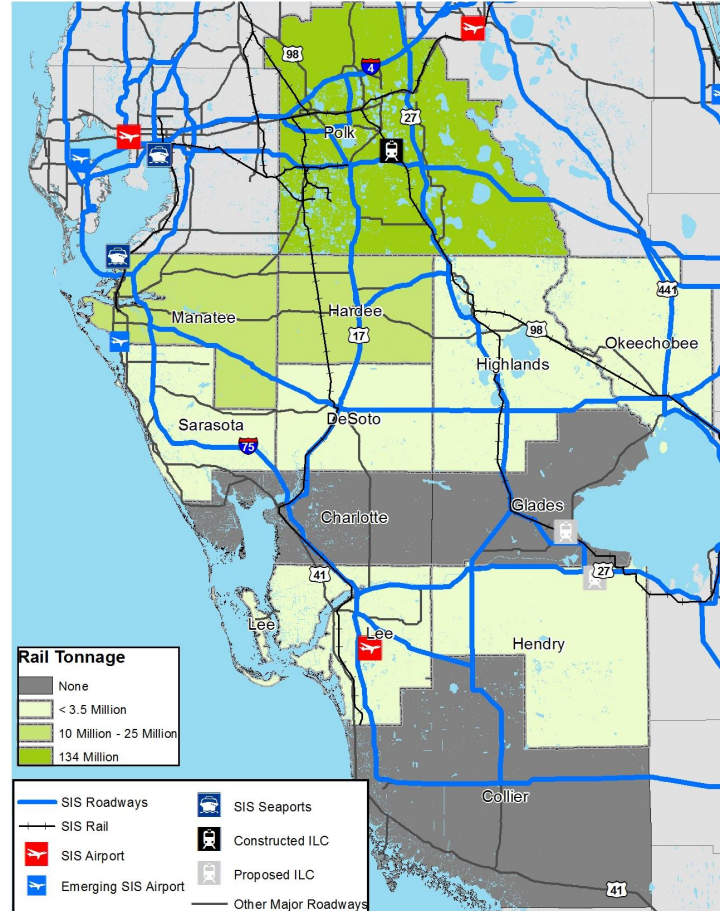 98
4
27
Polk
441
Manatee
Hardee
17
98
Okeechobee
Highlands
Sarasota
DeSoto
75
Glades
Charlotte
41
27
Lee
Lee
Hendry
Collier
41
Rail Tonnage
None
< 3.5 Million
10 Million - 25 Million
134 Million
SIS Roadways
SIS Rail
SIS Airport
Emerging SIS Airport
SIS Seaports
Constructed ILC
Proposed ILC
Other Major Roadways